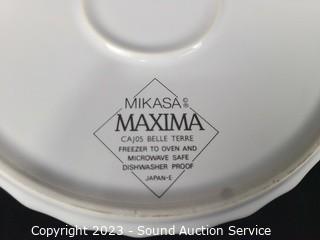 MIKASA ©®
MAXIMA
CAJ05 BELLE TERRE
FREEZER TO OVEN AND
MICROWAVE SAFE
DISHWASHER PROOF
JAPAN-E
Copyright 2023 - Sound Auction Service